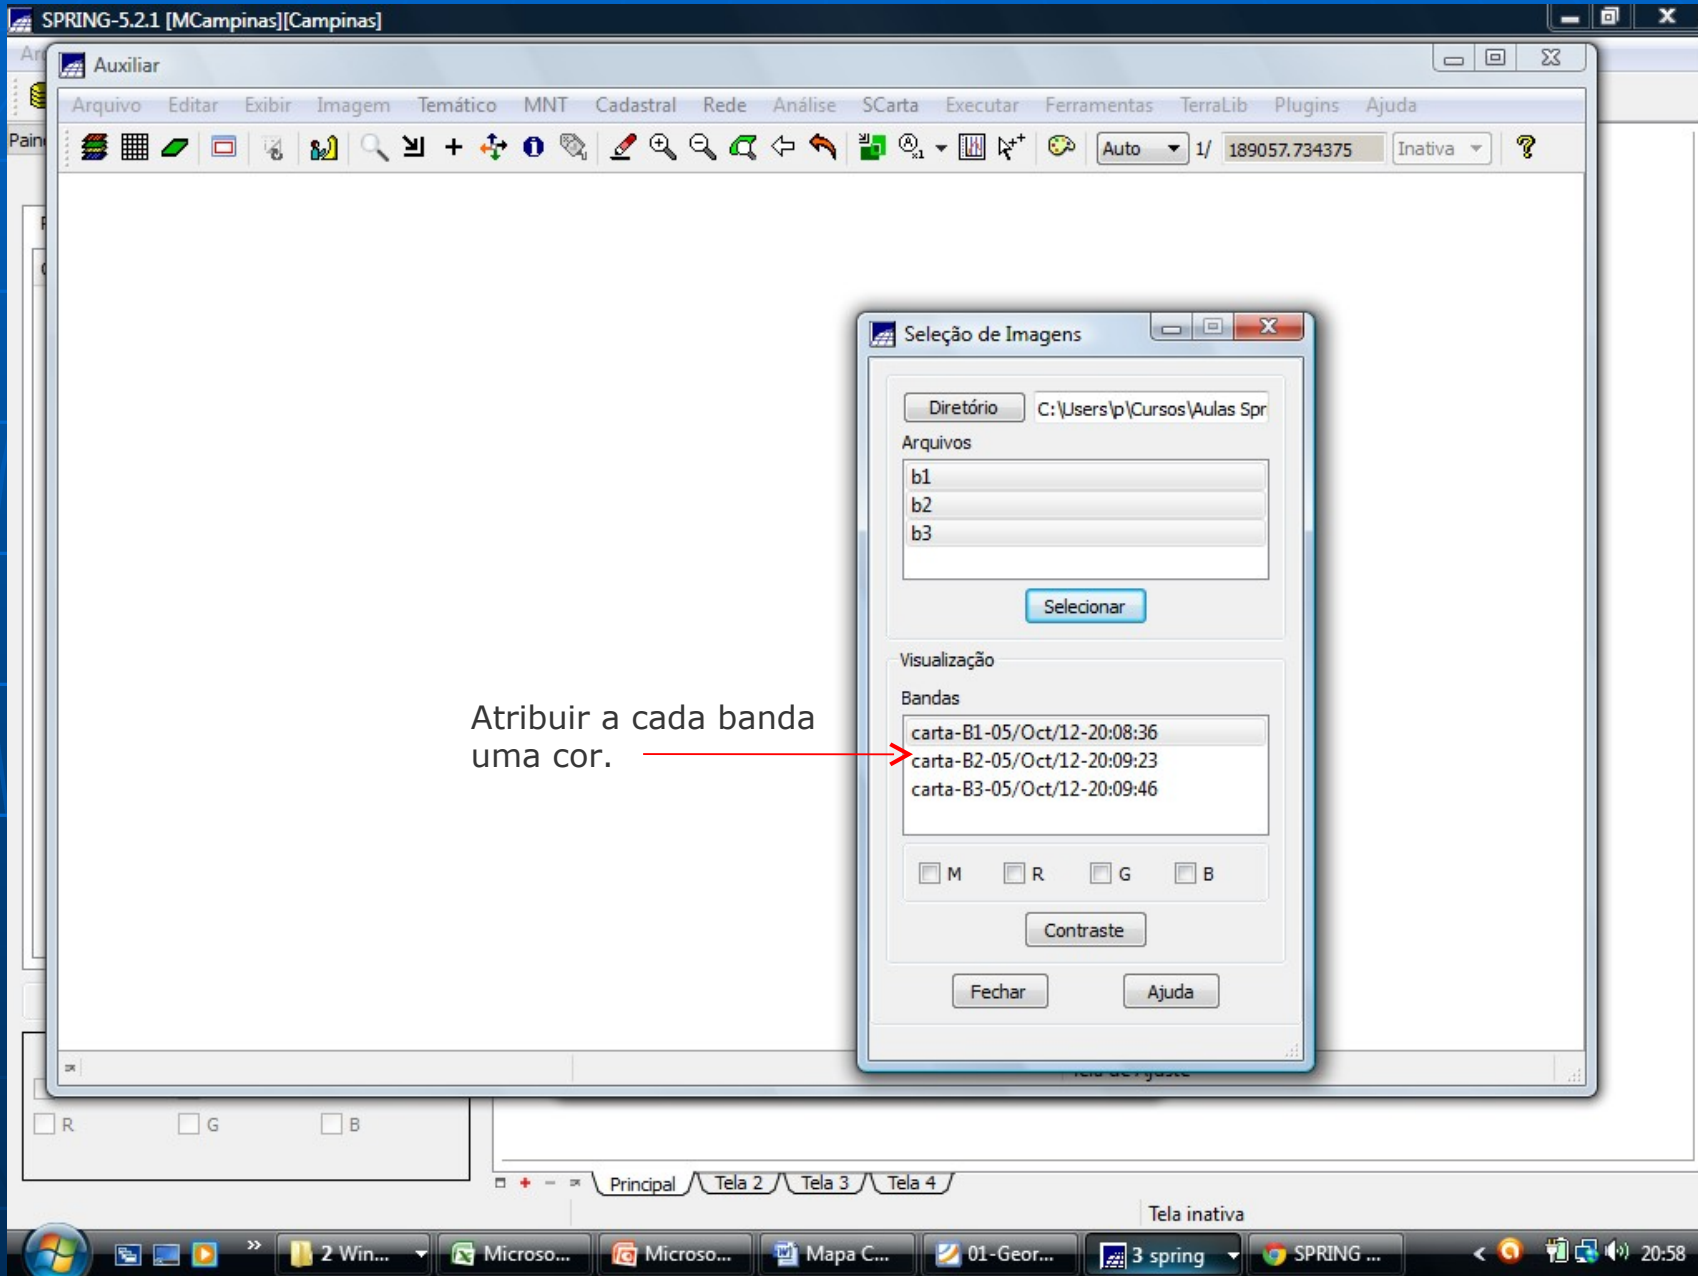 SPRING-5.2.1 [MCampinas][Campinas]
Auxiliar
Arquivo Editar Exibir Imagem Temático MNT Cadastral Rede Análise SCarta Executar Ferramentas TerraLib Plugins Ajuda
Auto 1/ 189057.734375 Inativa
Seleção de Imagens
Diretório C:\Users\p\Cursos\Aulas Spr
Arquivos
b1
b2
b3
Selecionar
Visualização
Bandas
Atribuir a cada banda
uma cor.
carta-B1-05/Oct/12-20:08:36
carta-B2-05/Oct/12-20:09:23
carta-B3-05/Oct/12-20:09:46
M R G B
Contraste
Fechar Ajuda
R G B
Principal Tela 2 Tela 3 Tela 4
Tela inativa
2 Win... Microso... Microso... Mapa C... 01-Geor... 3 spring SPRING ... 20:58